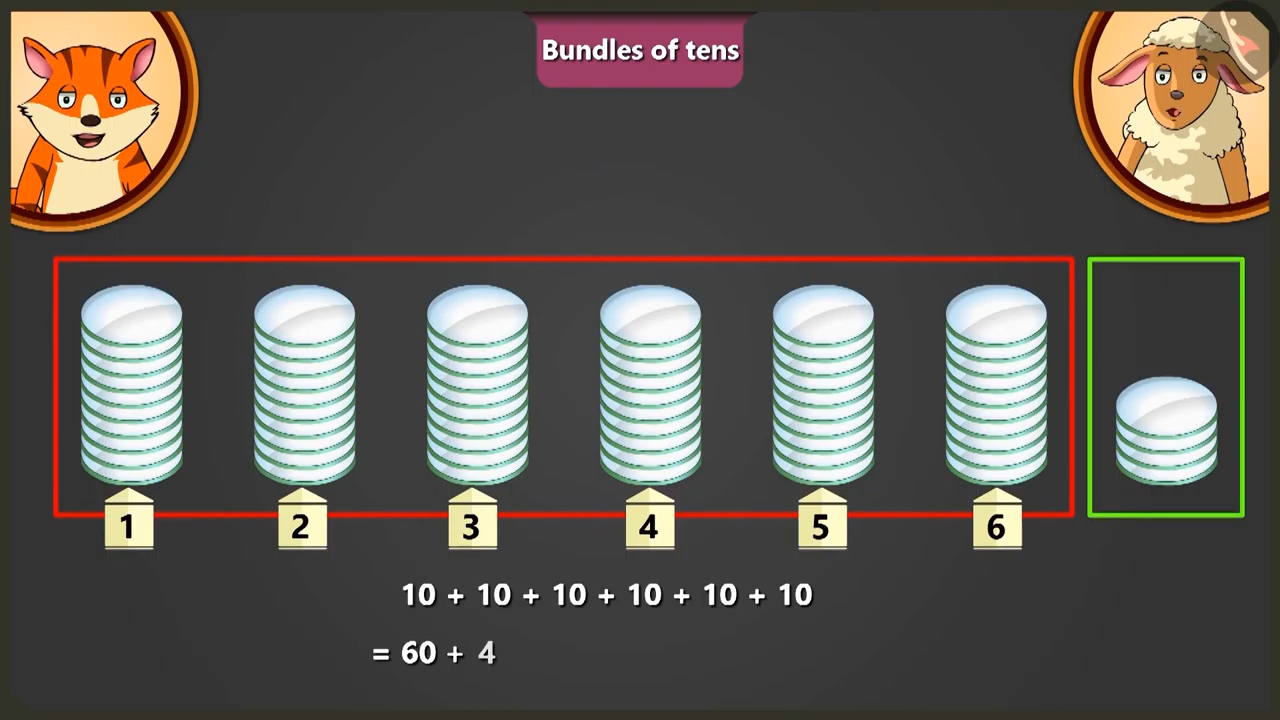 Bundles of tens
1 2 3 4 5 6
10 + 10 + 10 + 10 + 10 + 10
= 60 + 4